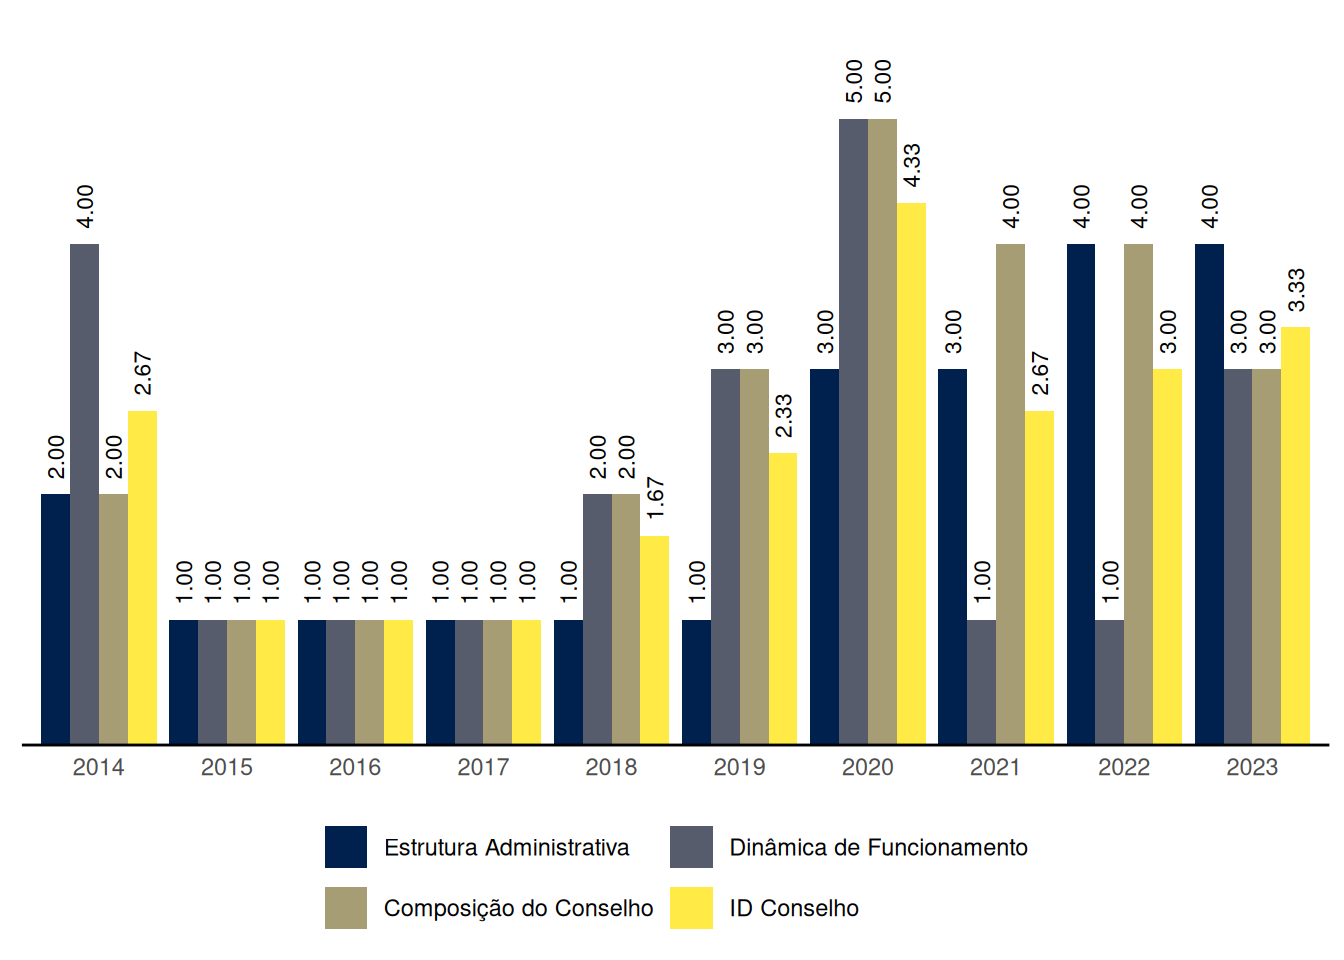 5.00 5.00
4.33
4.00 4.00 4.00 4.00 4.00
3.33
3.00 3.00 3.00 3.00 3.00 3.00 3.00
2.67 2.67
2.33
2.00 2.00 2.00 2.00
1.67
1.00 1.00 1.00 1.00 1.00 1.00 1.00 1.00 1.00 1.00 1.00 1.00 1.00 1.00 1.00 1.00
2014 2015 2016 2017 2018 2019 2020 2021 2022 2023
Estrutura Administrativa Dinâmica de Funcionamento
Composição do Conselho ID Conselho